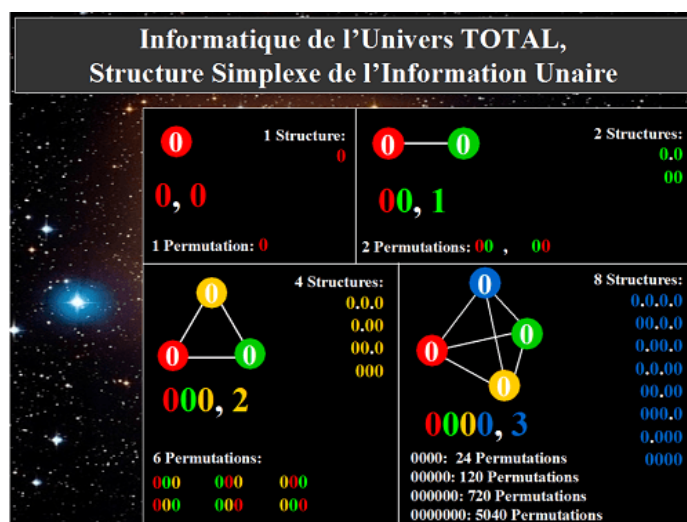 Informatique de l'Univers TOTAL,
Structure Simplexe de l'Information Unaire
0
1 Structure:
0
0, 0
1 Permutation: 0
0 0
2 Structures:
0.0
00
00, 1
2 Permutations: 00 , 00
0
0 0
4 Structures:
0.0.0
0.00
00.0
000
000, 2
6 Permutations:
000 000 000
000 000 000
0
0
0
0
8 Structures:
0.0.0.0
00.0.0
0.00.0
0.0.00
00.00
000.0
0.000
0000
0000, 3
0000: 24 Permutations
00000: 120 Permutations
000000: 720 Permutations
0000000: 5040 Permutations